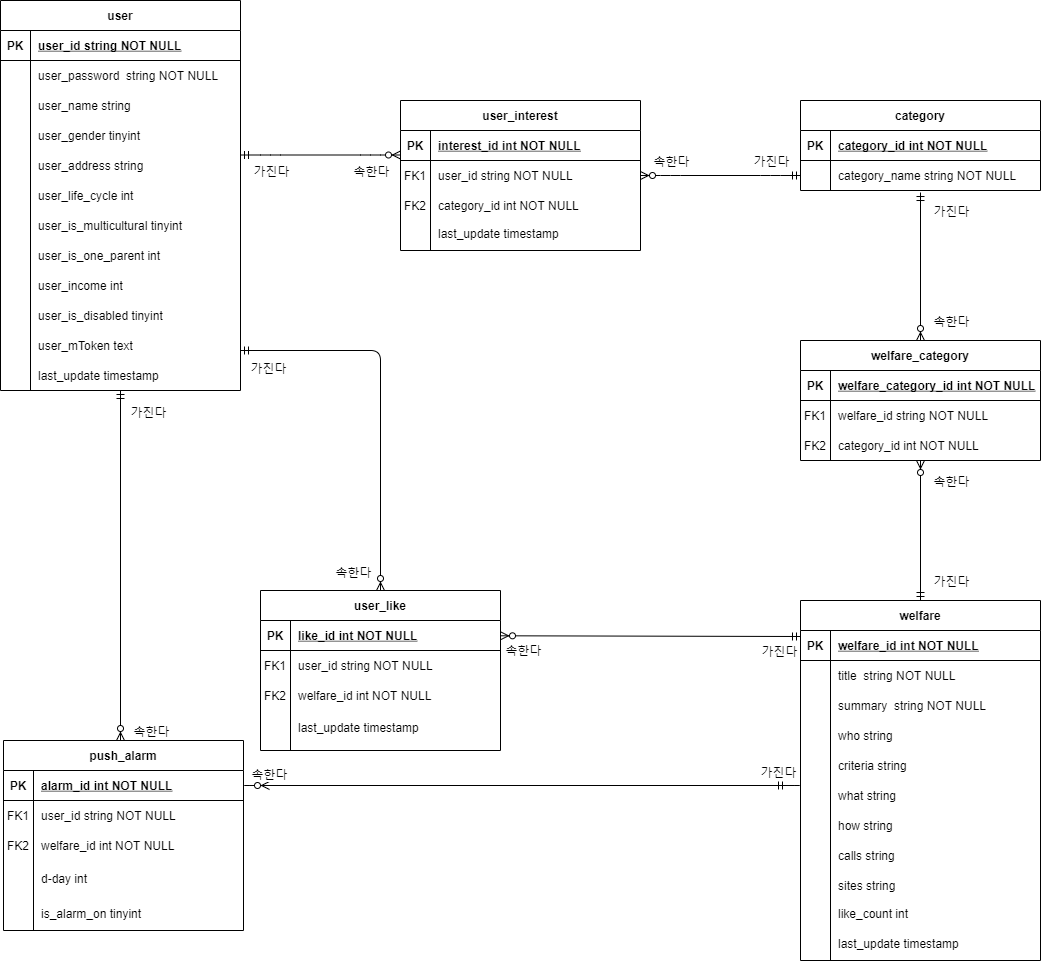 user
PK user_id string NOT NULL
user_password  string NOT NULL
user_name string
user_gender tinyint
user_address string
user_life_cycle int
user_is_multicultural tinyint
user_is_one_parent int
user_income int
user_is_disabled tinyint
user_mToken text
last_update timestamp
가진다
속한다
user_interest
PK interest_id int NOT NULL
FK1 user_id string NOT NULL
FK2 category_id int NOT NULL
last_update timestamp
속한다
가진다
category
PK category_id int NOT NULL
category_name string NOT NULL
가진다
속한다
welfare_category
PK welfare_category_id int NOT NULL
FK1 welfare_id string NOT NULL
FK2 category_id int NOT NULL
속한다
가진다
가진다
속한다
가진다
속한다
user_like
PK like_id int NOT NULL
FK1 user_id string NOT NULL
FK2 welfare_id int NOT NULL
last_update timestamp
속한다
가진다
welfare
PK welfare_id int NOT NULL
title  string NOT NULL
summary  string NOT NULL
who string
criteria string
what string
how string
calls string
sites string
like_count int
last_update timestamp
push_alarm
PK alarm_id int NOT NULL
FK1 user_id string NOT NULL
FK2 welfare_id int NOT NULL
d-day int
is_alarm_on tinyint
속한다
가진다